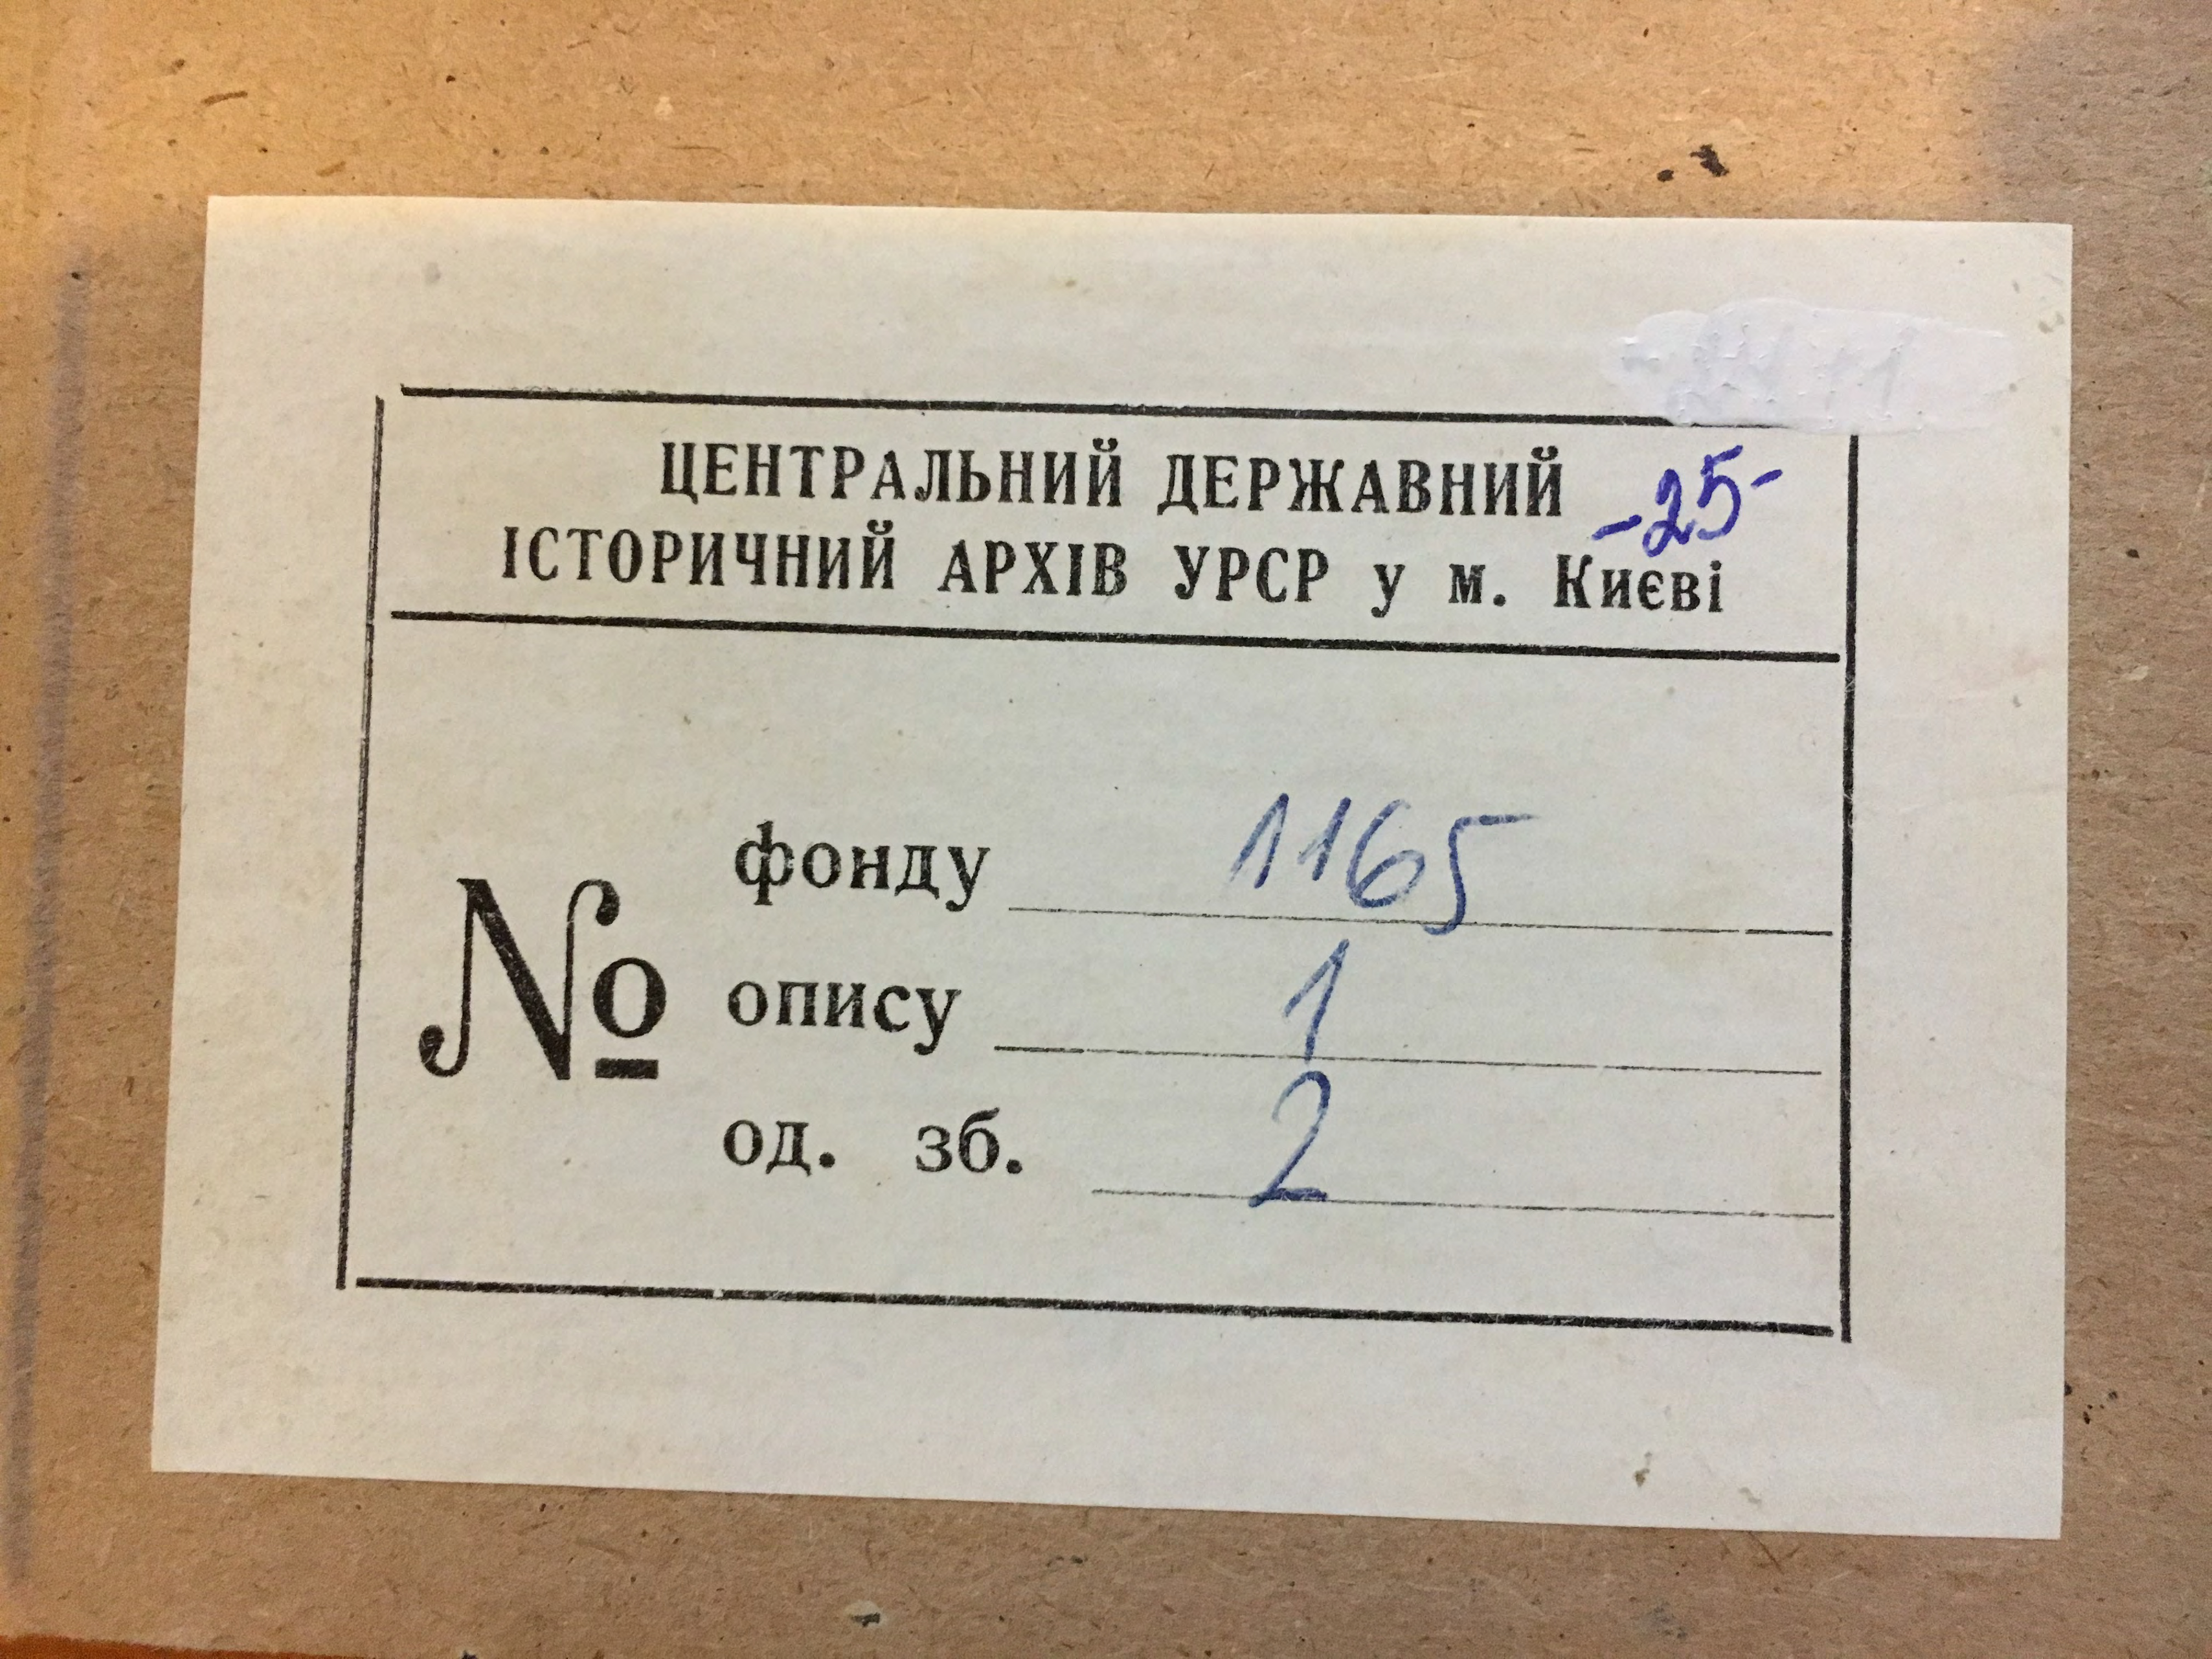 ЦЕНТРАЛЬНИЙ ДЕРЖАВНИЙ -25-
ІСТОРИЧНИЙ АРХІВ УРСР у м. Києві
№
фонду 1165
опису 1
од. зб. 2